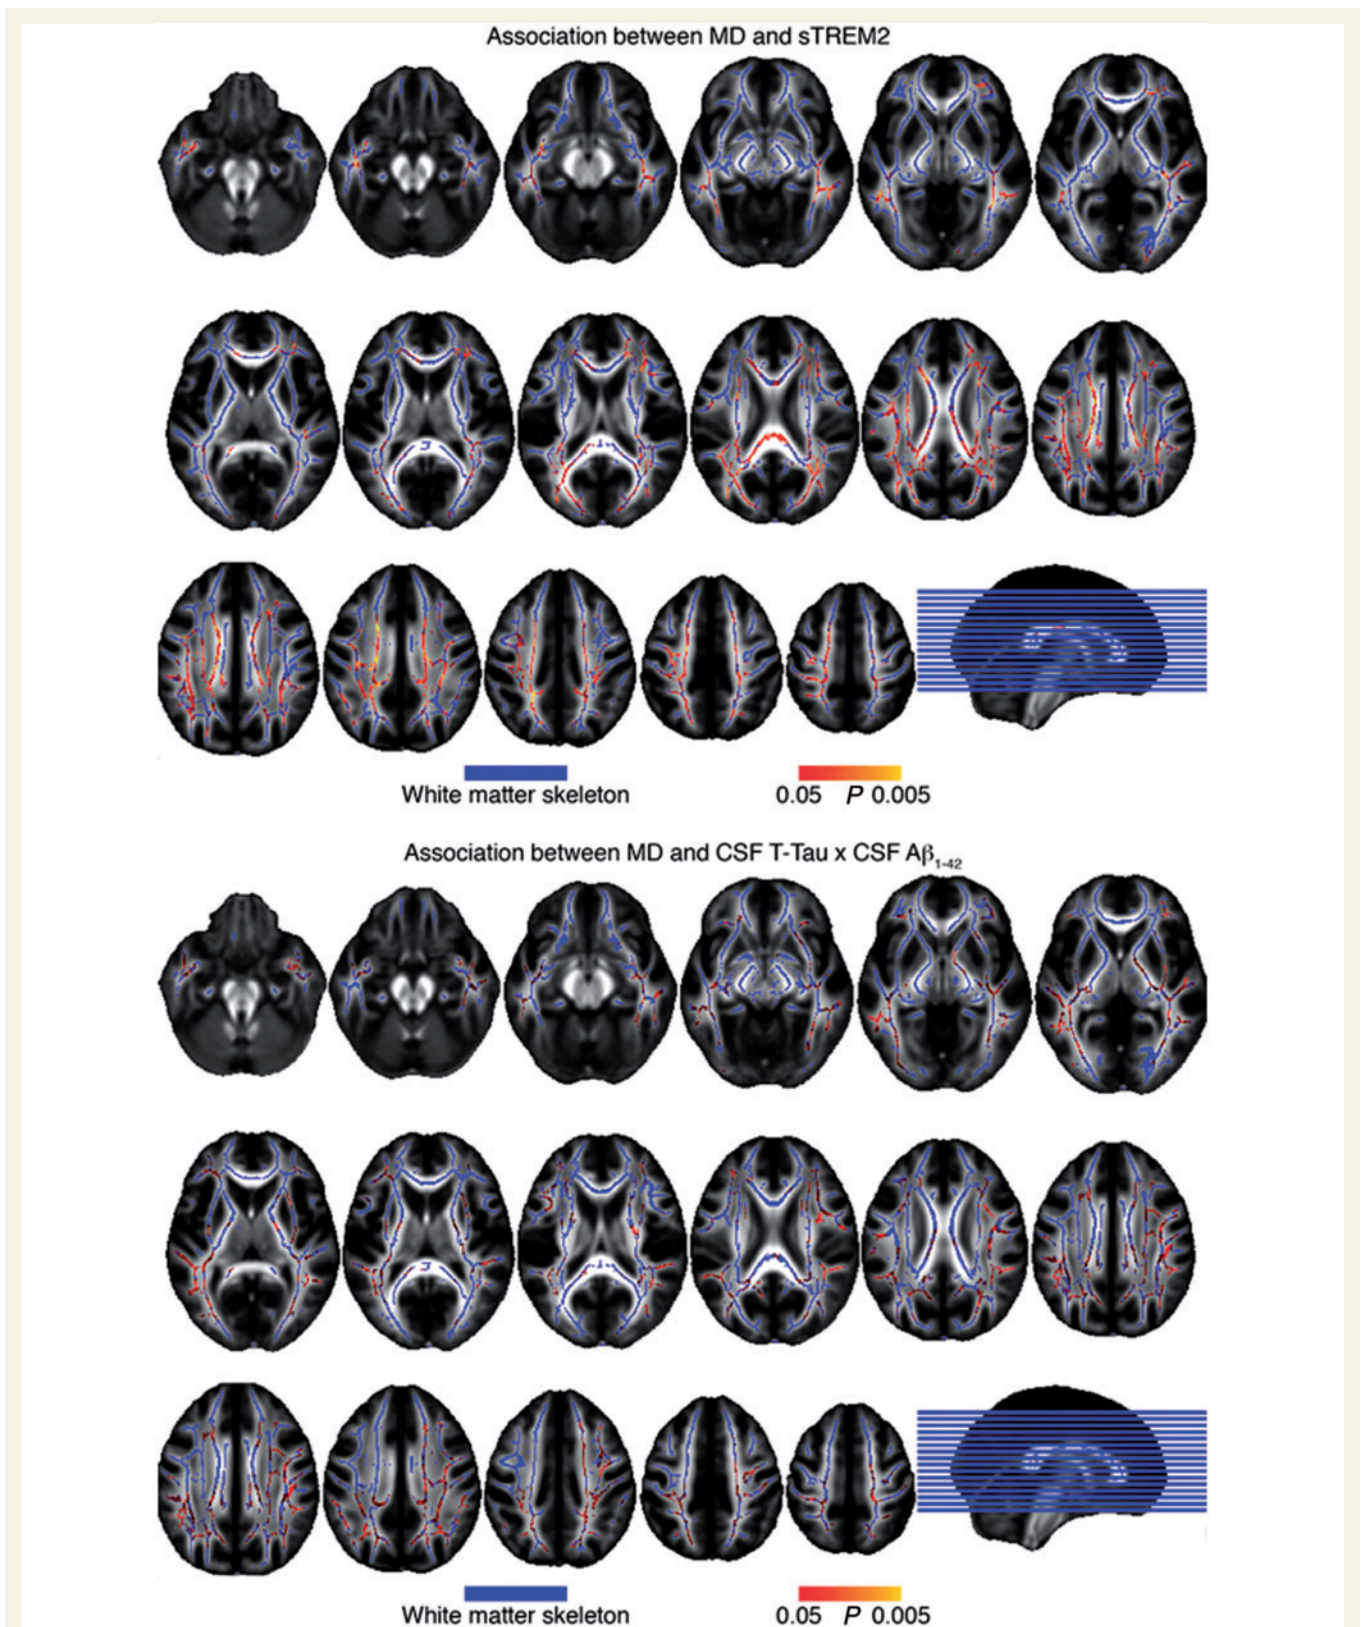 Association between MD and sTREM2
White matter skeleton
0.05 P 0.005
Association between MD and CSF T-Tau x CSF Aβ1-42
White matter skeleton
0.05 P 0.005